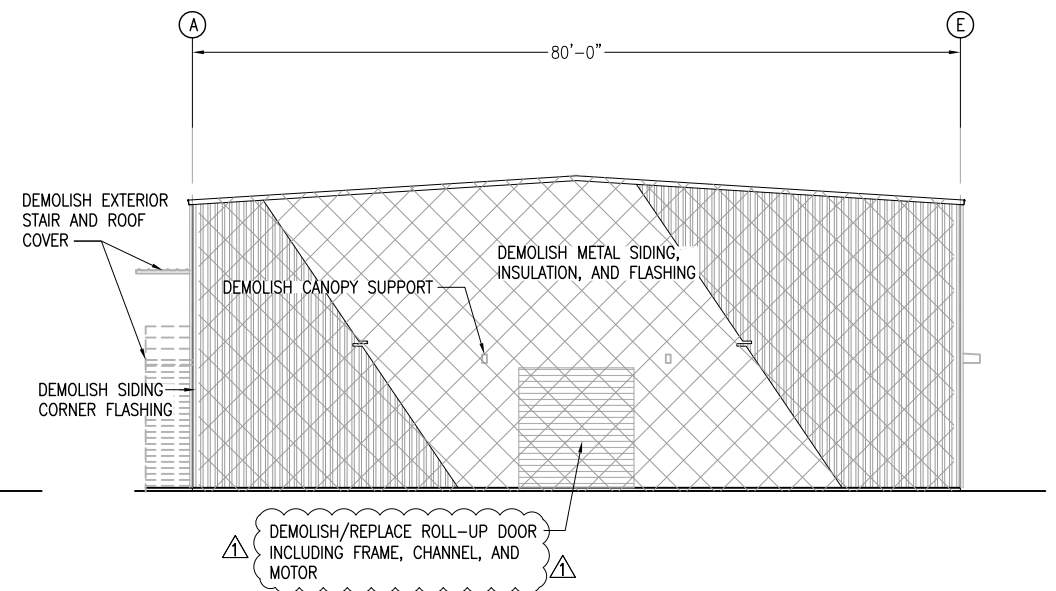 A
E
80'-0"
DEMOLISH EXTERIOR
STAIR AND ROOF
COVER
DEMOLISH METAL SIDING,
INSULATION, AND FLASHING
DEMOLISH CANOPY SUPPORT
DEMOLISH SIDING
CORNER FLASHING
DEMOLISH/REPLACE ROLL-UP DOOR
INCLUDING FRAME, CHANNEL, AND
MOTOR
1
1